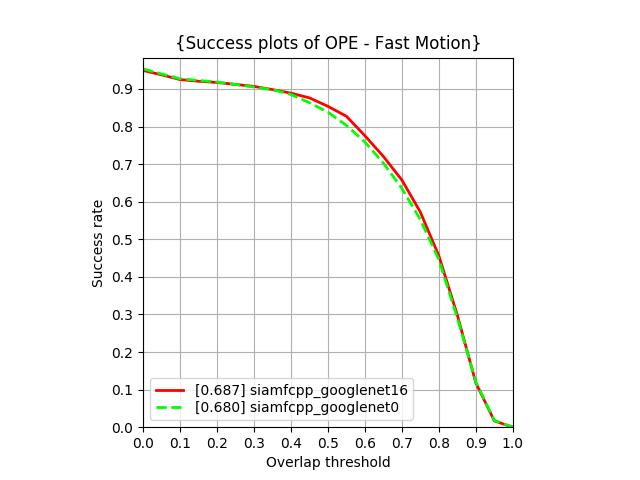 {Success plots of OPE - Fast Motion}
0.9
0.8
0.7
0.6
0.5
0.4
0.3
0.2
0.1
0.0
Success rate
[0.687] siamfcpp_googlenet16
[0.680] siamfcpp_googlenet0
0.0 0.1 0.2 0.3 0.4 0.5 0.6 0.7 0.8 0.9 1.0
Overlap threshold